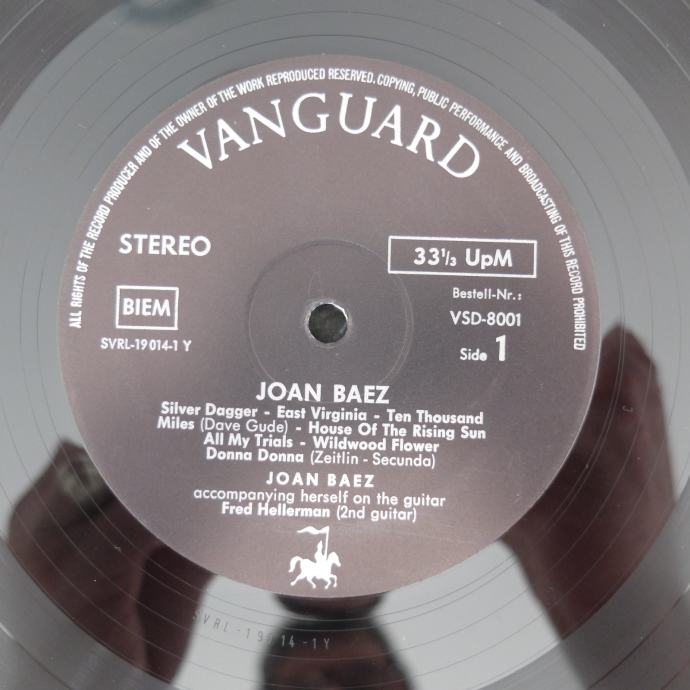 ALL RIGHTS OF THE RECORD PRODUCER AND OF THE OWNER OF THE WORK REPRODUCED RESERVED. COPYING, PUBLIC PERFORMANCE AND BROADCASTING OF THIS RECORD PROHIBITED
VANGUARD
STEREO
33⅓ UpM
BIEM
Bestell-Nr.:
VSD-8001
SVRL-19 014-1 Y
Side 1
JOAN BAEZ
Silver Dagger - East Virginia - Ten Thousand
Miles (Dave Gude) - House Of The Rising Sun
All My Trials - Wildwood Flower
Donna Donna (Zeitlin - Secunda)
JOAN BAEZ
accompanying herself on the guitar
Fred Hellerman (2nd guitar)
SVRL-19014-1Y